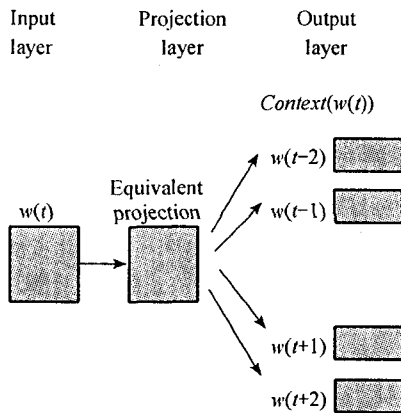 Input layer
Projection layer
Output layer
Context(w(t))
w(t-2)
w(t-1)
Equivalent projection
w(t)
w(t+1)
w(t+2)